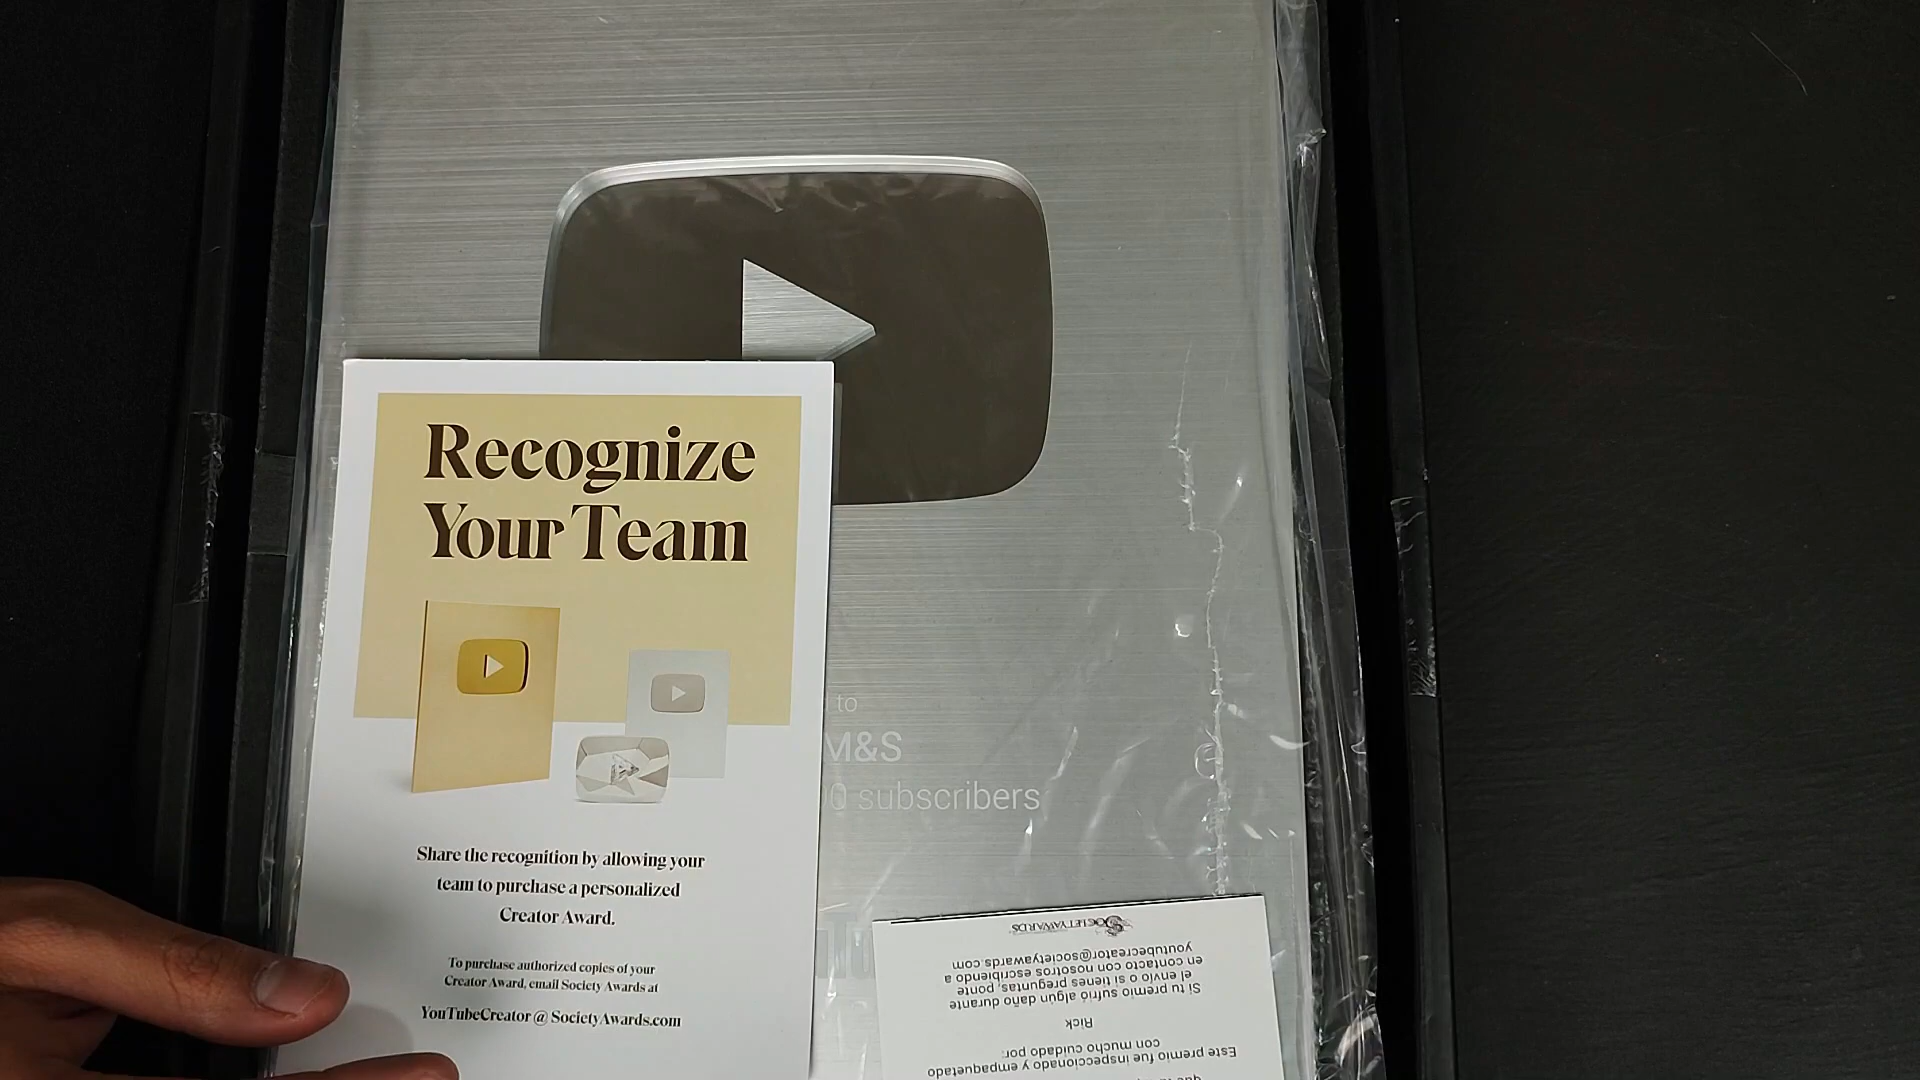 Recognize
Your Team
Share the recognition by allowing your
team to purchase a personalized
Creator Award.
To purchase authorized copies of your
Creator Award, email Society Awards at
YouTubeCreator @ SocietyAwards.com
to
M&S
00 subscribers
Este premio fue inspeccionado y empaquetado
con mucho cuidado por:
Rick
Si tu premio sufrió algún daño durante
el envío o si tienes preguntas, ponte
en contacto con nosotros escribiendo a
youtubecreator@societyawards.com
SOCIETYAWARDS